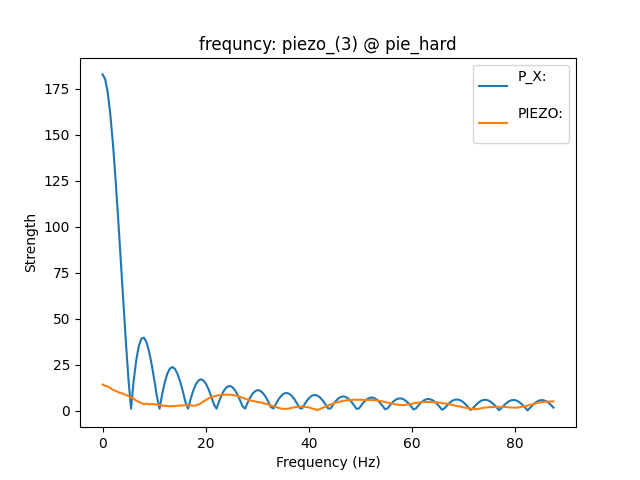 frequncy: piezo_(3) @ pie_hard
P_X:
PIEZO:
175
150
125
100
75
50
25
0
Strength
0 20 40 60 80
Frequency (Hz)